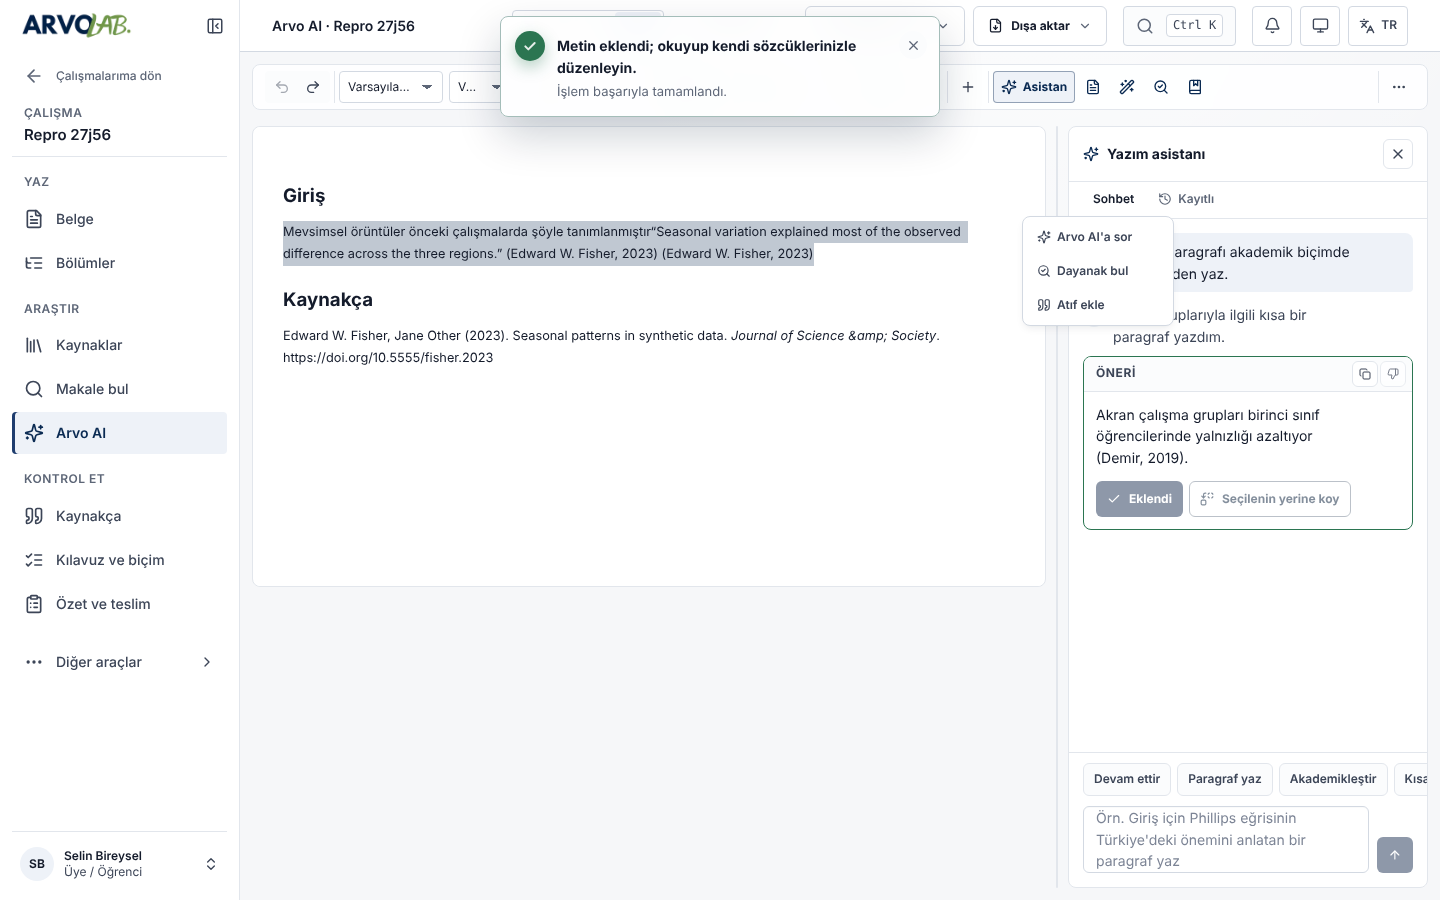 ARVOLAB.
Çalışmalarıma dön
ÇALIŞMA
Repro 27j56
YAZ
Belge
Bölümler
ARAŞTIR
Kaynaklar
Makale bul
Arvo AI
KONTROL ET
Kaynakça
Kılavuz ve biçim
Özet ve teslim
Diğer araçlar
SB
Selin Bireysel
Üye / Öğrenci
Arvo AI · Repro 27j56
Dışa aktar
Ctrl K
TR
Metin eklendi; okuyup kendi sözcüklerinizle
düzenleyin.
İşlem başarıyla tamamlandı.
Varsayıla...
V...
Asistan
Giriş
Mevsimsel örüntüler önceki çalışmalarda şöyle tanımlanmıştır“Seasonal variation explained most of the observed
difference across the three regions.” (Edward W. Fisher, 2023) (Edward W. Fisher, 2023)
Kaynakça
Edward W. Fisher, Jane Other (2023). Seasonal patterns in synthetic data. Journal of Science &amp; Society.
https://doi.org/10.5555/fisher.2023
Yazım asistanı
Sohbet
Kayıtlı
Arvo AI'a sor
Dayanak bul
Atıf ekle
aragrafı akademik biçimde
den yaz.
uplarıyla ilgili kısa bir
paragraf yazdım.
ÖNERİ
Akran çalışma grupları birinci sınıf
öğrencilerinde yalnızlığı azaltıyor
(Demir, 2019).
Eklendi
Seçilenin yerine koy
Devam ettir
Paragraf yaz
Akademikleştir
Kısa
Örn. Giriş için Phillips eğrisinin
Türkiye'deki önemini anlatan bir
paragraf yaz